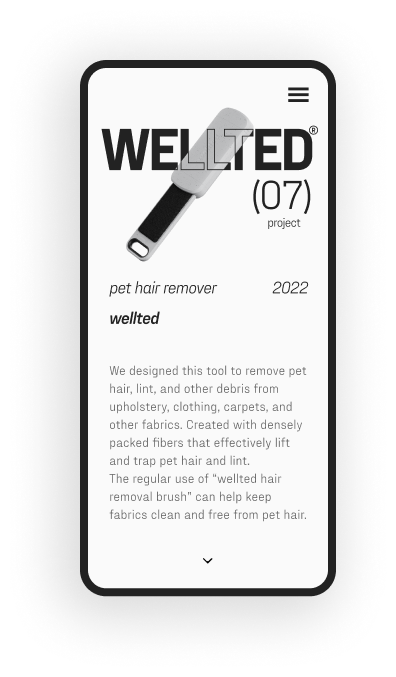 WELLTED®
(07)
project
pet hair remover 2022
wellted
We designed this tool to remove pet
hair, lint, and other debris from
upholstery, clothing, carpets, and
other fabrics. Created with densely
packed fibers that effectively lift
and trap pet hair and lint.
The regular use of “wellted hair
removal brush” can help keep
fabrics clean and free from pet hair.